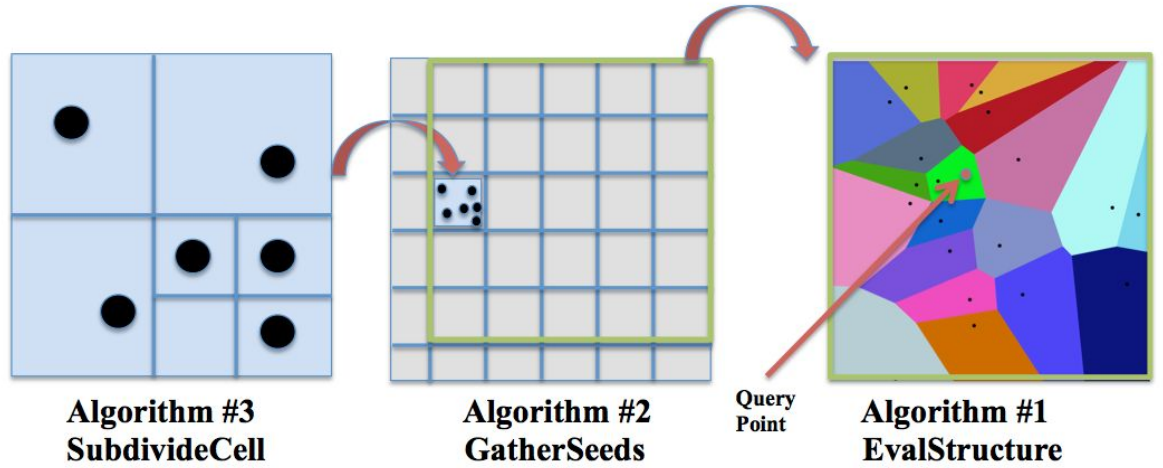 Algorithm #3
SubdivideCell
Algorithm #2
GatherSeeds
Query
Point
Algorithm #1
EvalStructure